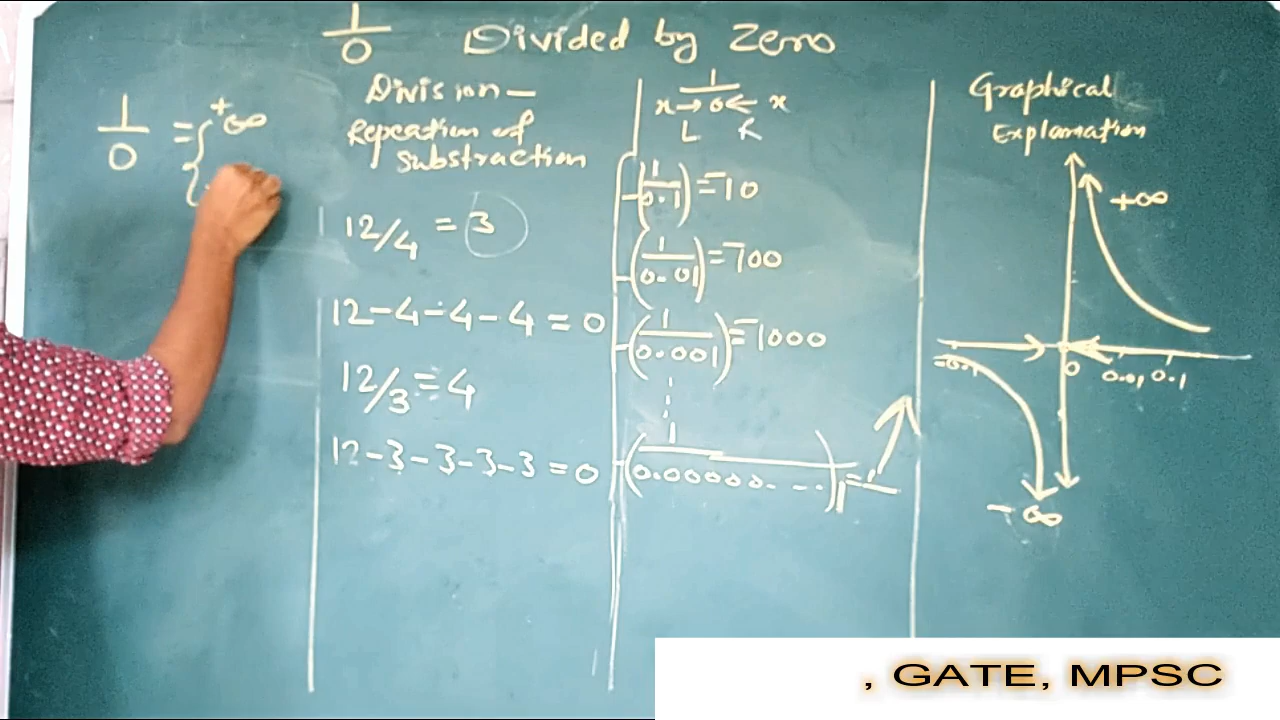 1/0 Divided by Zero
1/0 = { +∞
-
Division –
Repeation of
Substraction
12/4 = 3
12-4-4-4 = 0
12/3 = 4
12-3-3-3-3 = 0
1
x→0← x
L R
-(1/0.1) = -10
-(1/0.01) = -100
-(1/0.001) = -1000
-(1/0.00000....1) = -
Graphical
Explamation
+∞
-0.1 0 0.01 0.1
-∞
, GATE, MPSC